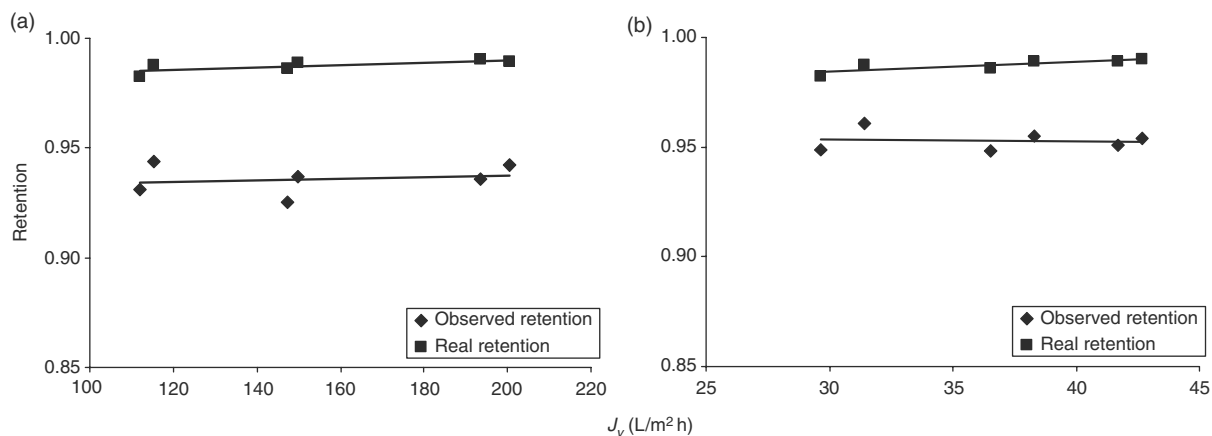 (a)
Retention
1.00
0.95
0.90
0.85
100 120 140 160 180 200 220
Observed retention
Real retention
(b)
1.00
0.95
0.90
0.85
25 30 35 40 45
Observed retention
Real retention
J_v (L/m² h)